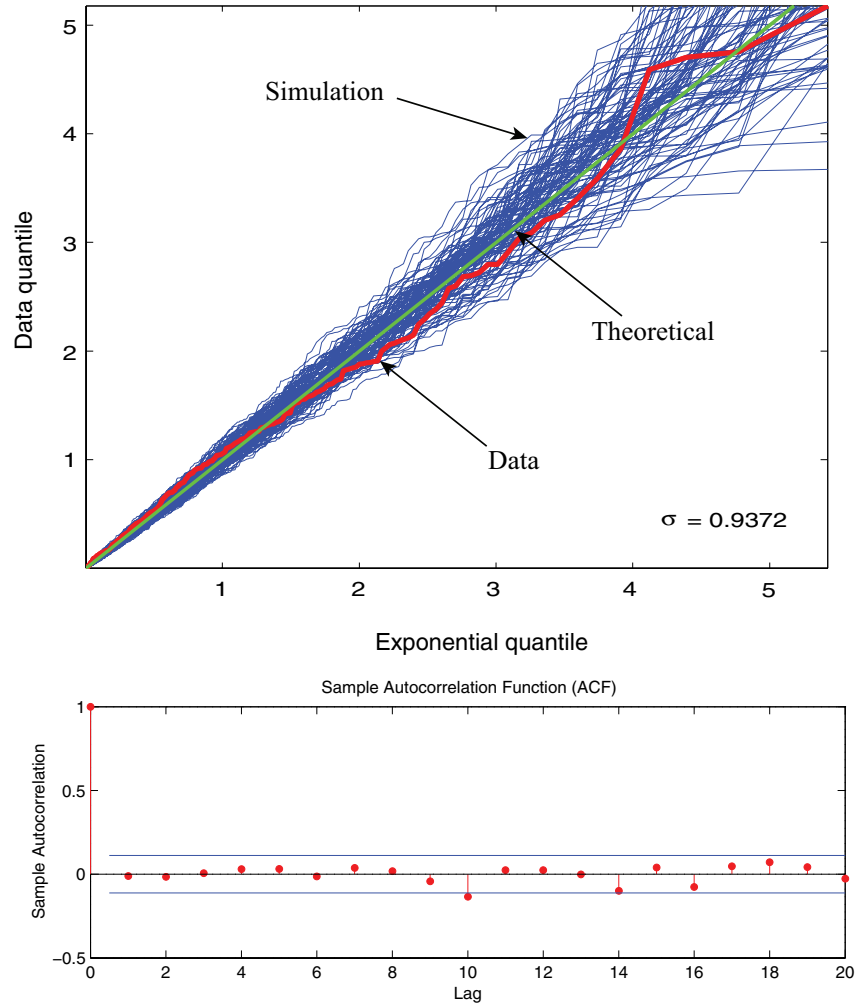 5
4
3
2
1
Data quantile
Simulation
Theoretical
Data
σ = 0.9372
1 2 3 4 5
Exponential quantile
Sample Autocorrelation Function (ACF)
1
0.5
0
−0.5
Sample Autocorrelation
0 2 4 6 8 10 12 14 16 18 20
Lag